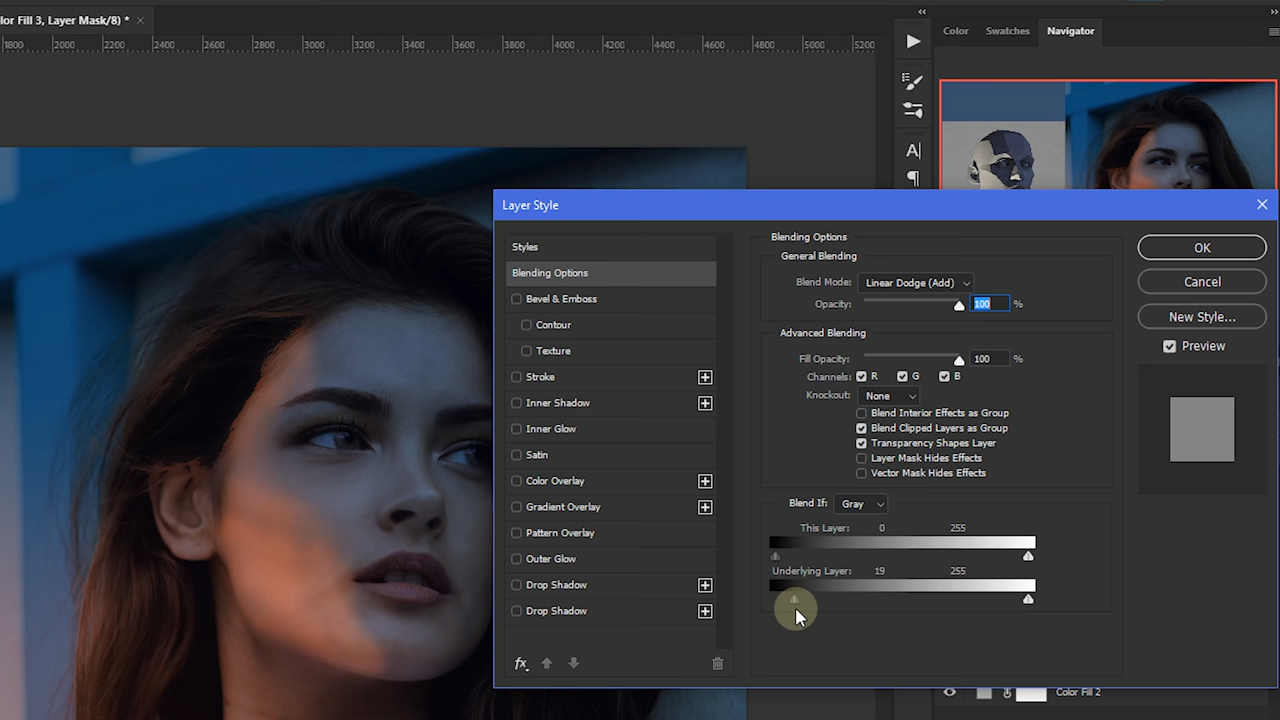 lor Fill 3, Layer Mask/8) *
1800 2000 2200 2400 2600 2800 3000 3200 3400 3600 3800 4000 4200 4400 4600 4800 5000 5200
Color Swatches Navigator
Layer Style
Styles
Blending Options
Bevel & Emboss
Contour
Texture
Stroke
Inner Shadow
Inner Glow
Satin
Color Overlay
Gradient Overlay
Pattern Overlay
Outer Glow
Drop Shadow
Drop Shadow
fx
Blending Options
General Blending
Blend Mode: Linear Dodge (Add)
Opacity: 100 %
Advanced Blending
Fill Opacity: 100 %
Channels: R G B
Knockout: None
Blend Interior Effects as Group
Blend Clipped Layers as Group
Transparency Shapes Layer
Layer Mask Hides Effects
Vector Mask Hides Effects
Blend If: Gray
This Layer: 0 255
Underlying Layer: 19 255
OK
Cancel
New Style...
Preview
Color Fill 2